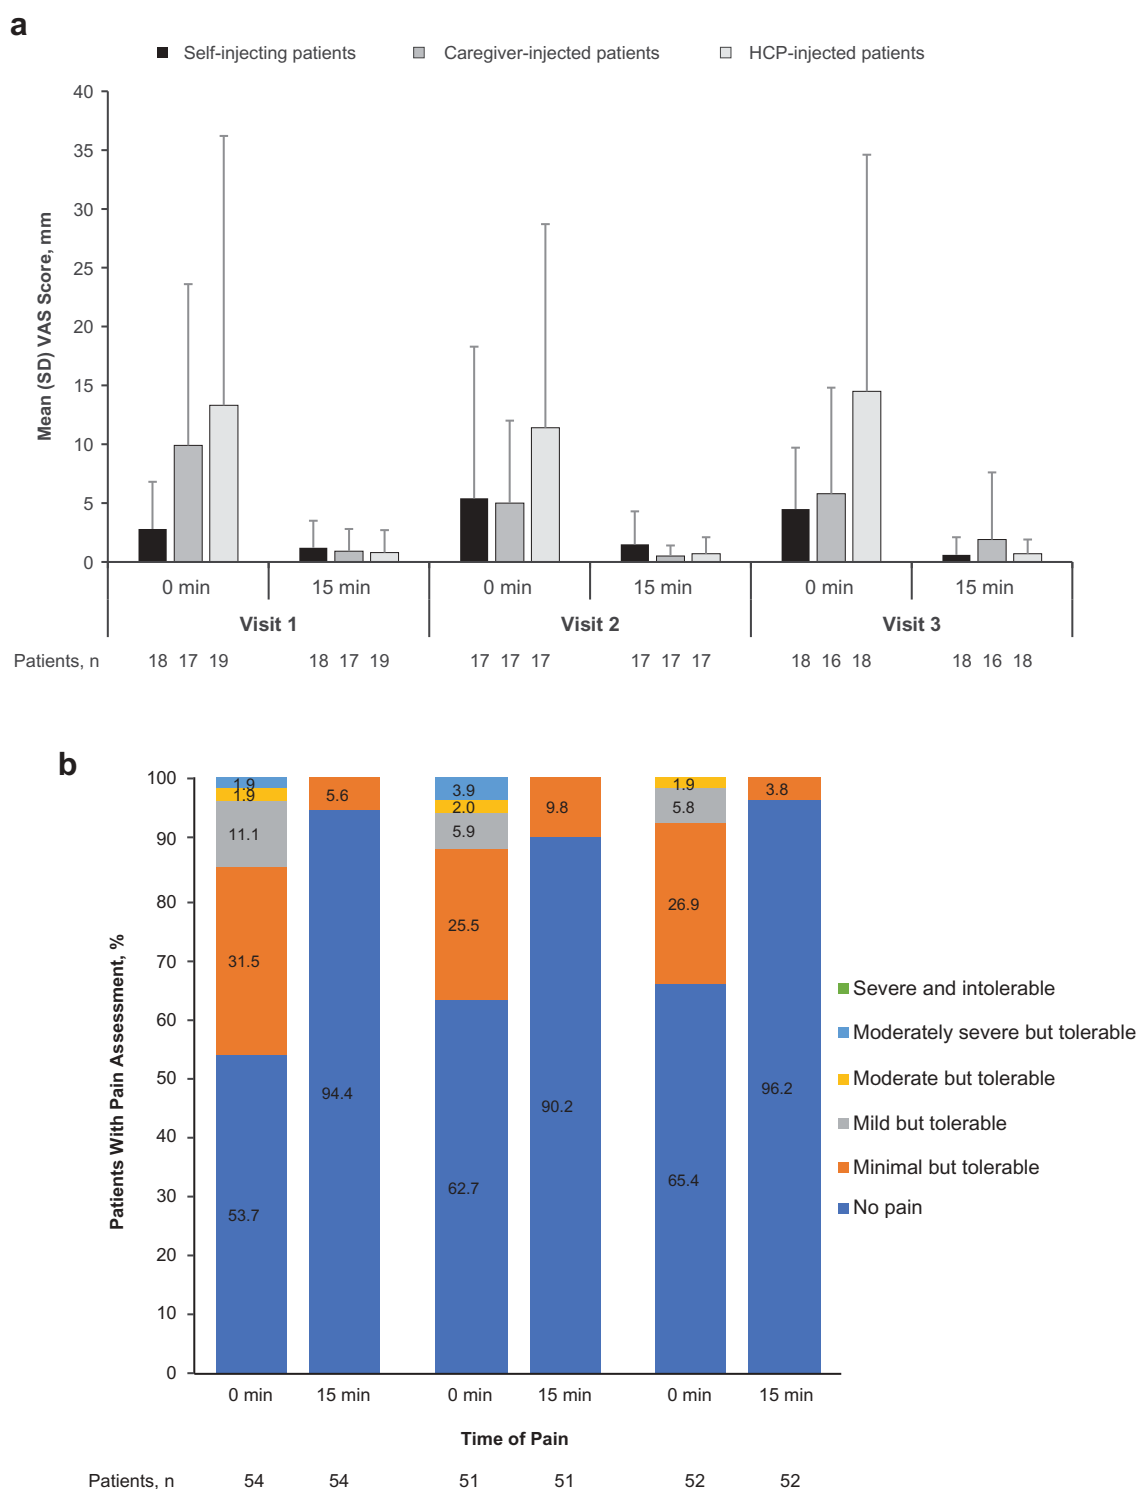 a
Self-injecting patients Caregiver-injected patients HCP-injected patients
Mean (SD) VAS Score, mm
40
35
30
25
20
15
10
5
0
0 min 15 min 0 min 15 min 0 min 15 min
Visit 1 Visit 2 Visit 3
Patients, n 18 17 19 18 17 19 17 17 17 17 17 17 18 16 18 18 16 18
b
Patients With Pain Assessment, %
100
90
80
70
60
50
40
30
20
10
0
1.9
1.9
11.1
31.5
53.7
5.6
94.4
3.9
2.0
5.9
25.5
62.7
9.8
90.2
1.9
5.8
26.9
65.4
3.8
96.2
Severe and intolerable
Moderately severe but tolerable
Moderate but tolerable
Mild but tolerable
Minimal but tolerable
No pain
0 min 15 min 0 min 15 min 0 min 15 min
Time of Pain
Patients, n 54 54 51 51 52 52